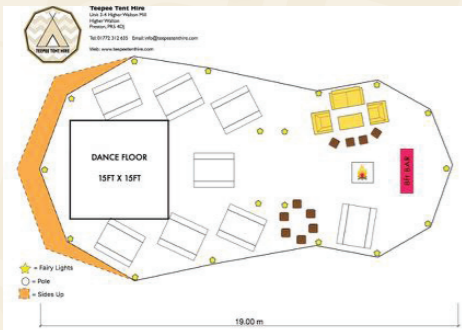 Teepee Tent Hire
Unit 3-4 Higher Walton Mill
Higher Walton
Preston, PR5 4DJ
Tel: 01772 312 635 Email: info@teepeetenthire.com
Web: www.teepeetenthire.com
TEEPEE TENT HIRE
DANCE FLOOR
15FT X 15FT
8ft BAR
= Fairy Lights
= Pole
= Sides Up
19.00 m